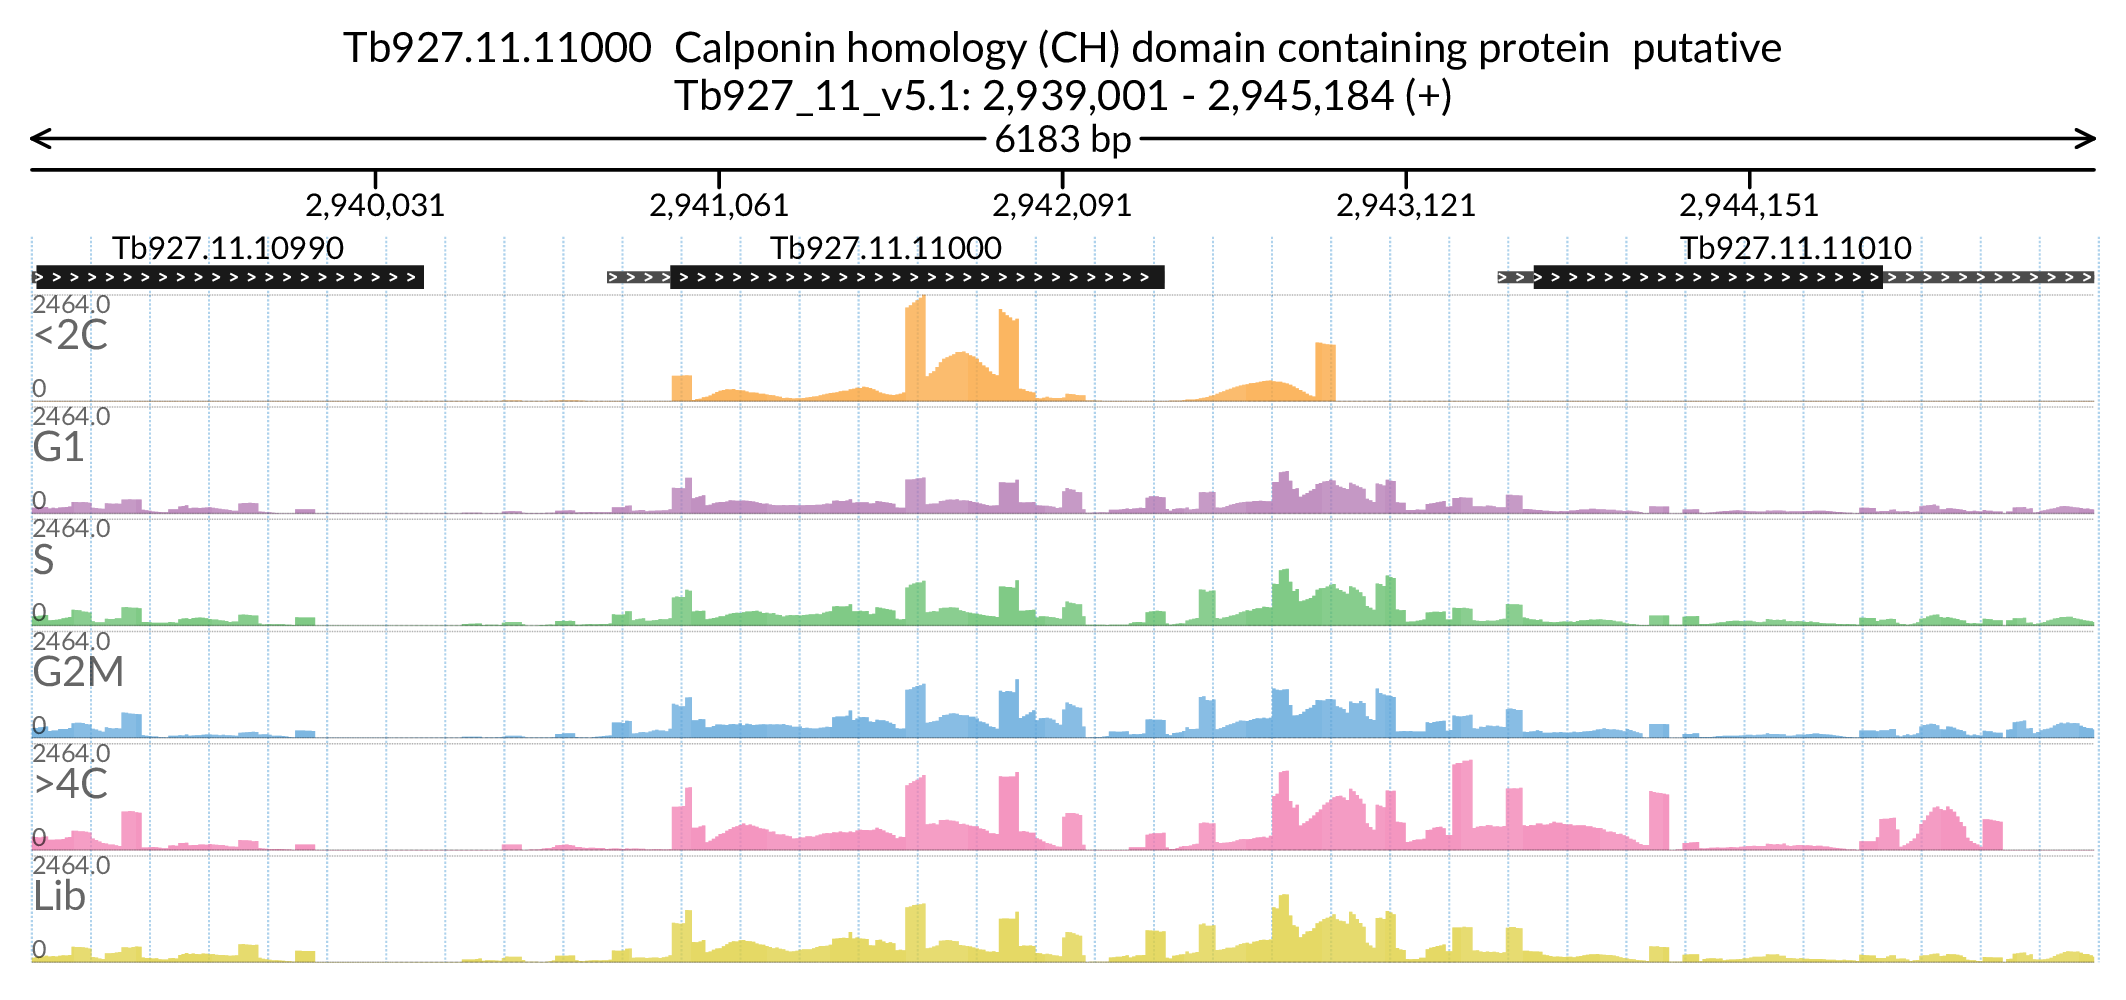 Tb927.11.11000  Calponin homology (CH) domain containing protein  putative
Tb927_11_v5.1: 2,939,001 - 2,945,184 (+)
6183 bp
2,940,031 2,941,061 2,942,091 2,943,121 2,944,151
Tb927.11.10990 Tb927.11.11000 Tb927.11.11010
2464.0
<2C
0
2464.0
G1
0
2464.0
S
0
2464.0
G2M
0
2464.0
>4C
0
2464.0
Lib
0